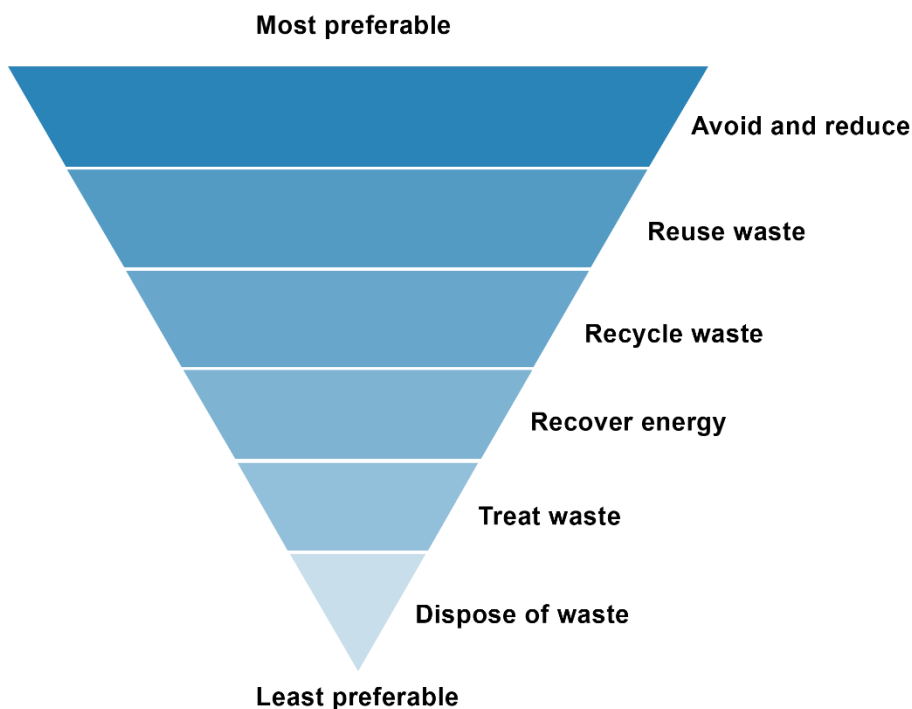 Most preferable
Avoid and reduce
Reuse waste
Recycle waste
Recover energy
Treat waste
Dispose of waste
Least preferable